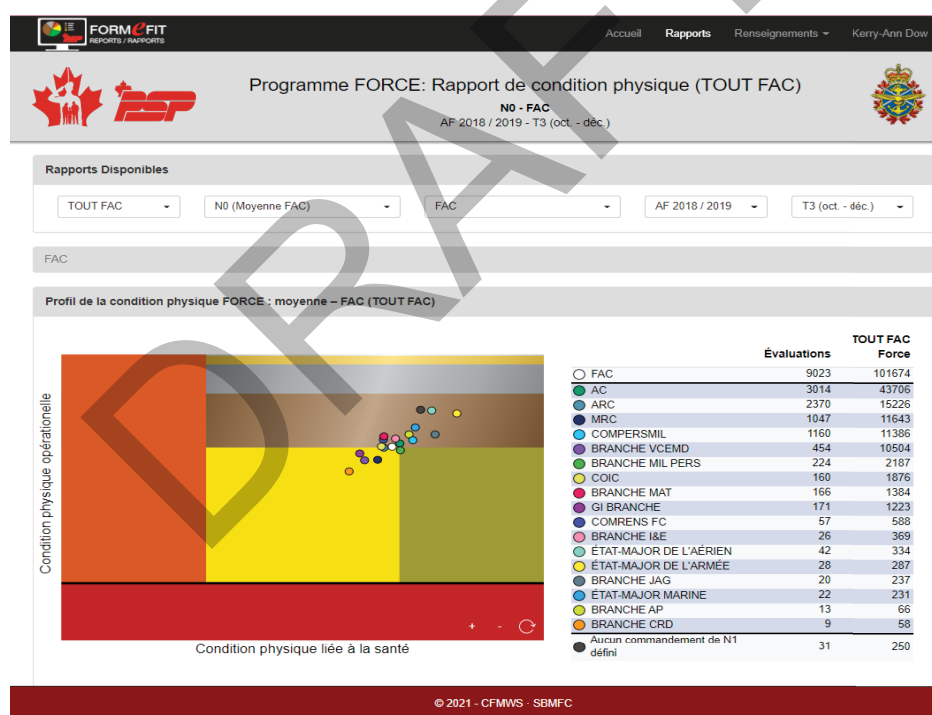 FORMeFIT
REPORTS / RAPPORTS
Accueil Rapports Renseignements Kerry-Ann Dow
PSP
Programme FORCE: Rapport de condition physique (TOUT FAC)
N0 - FAC
AF 2018 / 2019 - T3 (oct. - déc.)
Rapports Disponibles
TOUT FAC N0 (Moyenne FAC) FAC AF 2018 / 2019 T3 (oct. - déc.)
FAC
Profil de la condition physique FORCE : moyenne – FAC (TOUT FAC)
Condition physique opérationelle
Condition physique liée à la santé
+ -
TOUT FAC
Évaluations Force
FAC 9023 101674
AC 3014 43706
ARC 2370 15226
MRC 1047 11643
COMPERSMIL 1160 11386
BRANCHE VCEMD 454 10504
BRANCHE MIL PERS 224 2187
COIC 160 1876
BRANCHE MAT 166 1384
GI BRANCHE 171 1223
COMRENS FC 57 588
BRANCHE I&E 26 369
ÉTAT-MAJOR DE L'AÉRIEN 42 334
ÉTAT-MAJOR DE L'ARMÉE 28 287
BRANCHE JAG 20 237
ÉTAT-MAJOR MARINE 22 231
BRANCHE AP 13 66
BRANCHE CRD 9 58
Aucun commandement de N1
défini 31 250
© 2021 - CFMWS · SBMFC
DRAFT